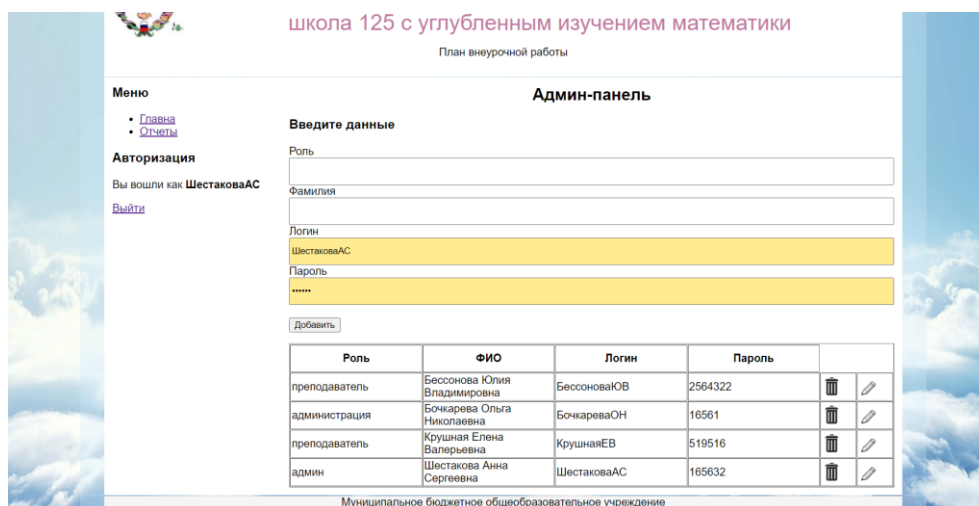 школа 125 с углубленным изучением математики
План внеурочной работы
Меню
Главна
Отчеты
Авторизация
Вы вошли как ШестаковаАС
Выйти
Админ-панель
Введите данные
Роль
Фамилия
Логин
ШестаковаАС
Пароль
••••••
Добавить
Роль ФИО Логин Пароль
преподаватель Бессонова Юлия Владимировна БессоноваЮВ 2564322
администрация Бочкарева Ольга Николаевна БочкареваОН 16561
преподаватель Крушная Елена Валерьевна КрушнаяЕВ 519516
админ Шестакова Анна Сергеевна ШестаковаАС 165632
Муниципальное бюджетное общеобразовательное учреждение